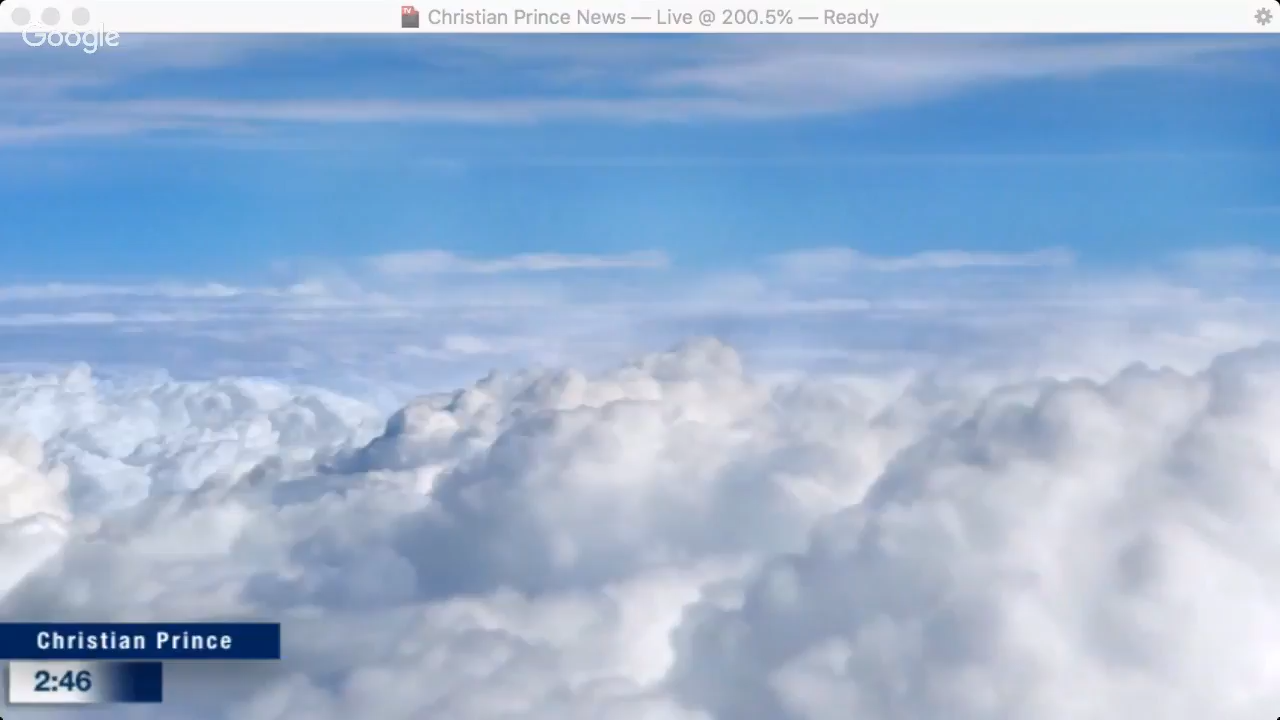 Christian Prince News — Live @ 200.5% — Ready
Google
Christian Prince
2:46